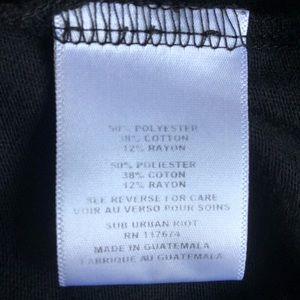 50% POLYESTER
38% COTTON
12% RAYON
50% POLIESTER
38% COTON
12% RAYON
SEE REVERSE FOR CARE
VOIR AU VERSO POUR SOINS
SUB URBAN RIOT
RN 117674
MADE IN GUATEMALA
FABRIQUE AU GUATEMALA